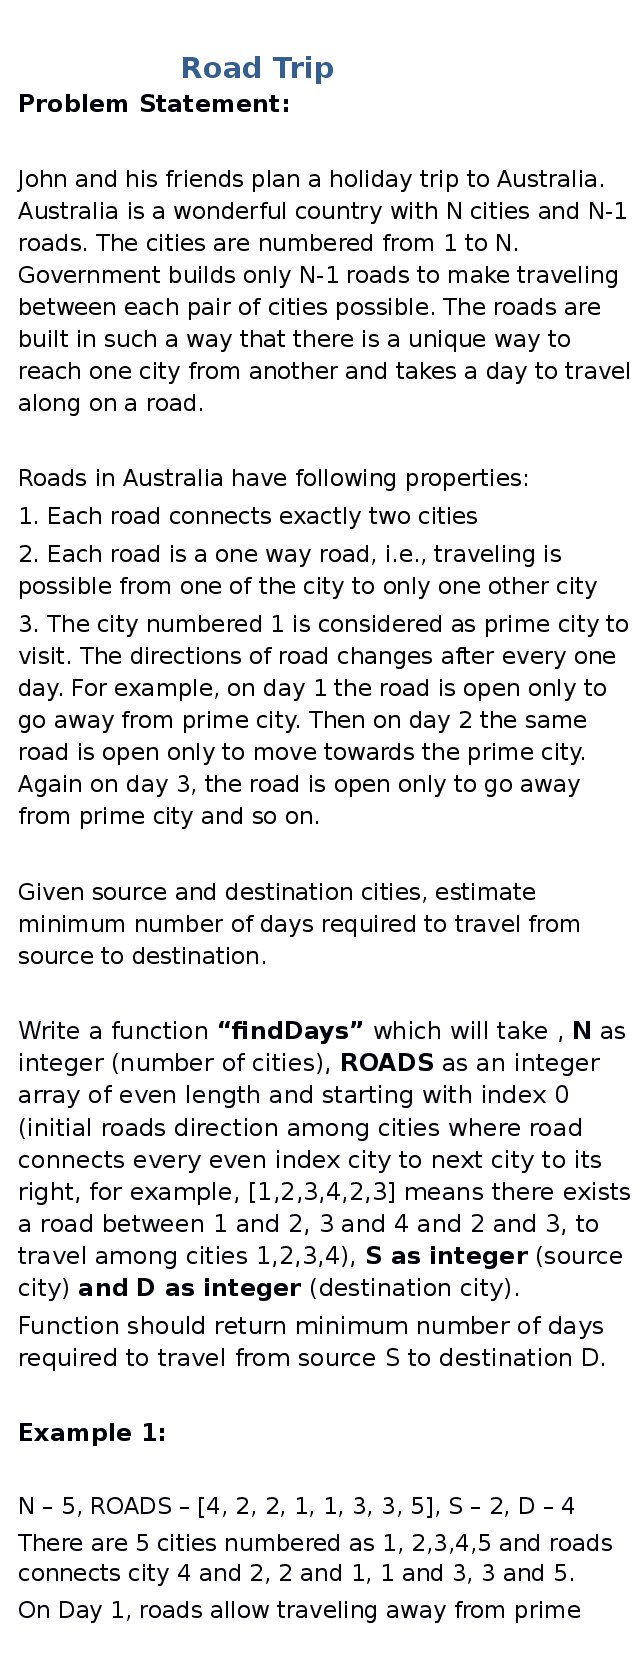 Road Trip
Problem Statement:
John and his friends plan a holiday trip to Australia.
Australia is a wonderful country with N cities and N-1
roads. The cities are numbered from 1 to N.
Government builds only N-1 roads to make traveling
between each pair of cities possible. The roads are
built in such a way that there is a unique way to
reach one city from another and takes a day to travel
along on a road.
Roads in Australia have following properties:
1. Each road connects exactly two cities
2. Each road is a one way road, i.e., traveling is
possible from one of the city to only one other city
3. The city numbered 1 is considered as prime city to
visit. The directions of road changes after every one
day. For example, on day 1 the road is open only to
go away from prime city. Then on day 2 the same
road is open only to move towards the prime city.
Again on day 3, the road is open only to go away
from prime city and so on.
Given source and destination cities, estimate
minimum number of days required to travel from
source to destination.
Write a function “findDays” which will take , N as
integer (number of cities), ROADS as an integer
array of even length and starting with index 0
(initial roads direction among cities where road
connects every even index city to next city to its
right, for example, [1,2,3,4,2,3] means there exists
a road between 1 and 2, 3 and 4 and 2 and 3, to
travel among cities 1,2,3,4), S as integer (source
city) and D as integer (destination city).
Function should return minimum number of days
required to travel from source S to destination D.
Example 1:
N – 5, ROADS – [4, 2, 2, 1, 1, 3, 3, 5], S – 2, D – 4
There are 5 cities numbered as 1, 2,3,4,5 and roads
connects city 4 and 2, 2 and 1, 1 and 3, 3 and 5.
On Day 1, roads allow traveling away from prime